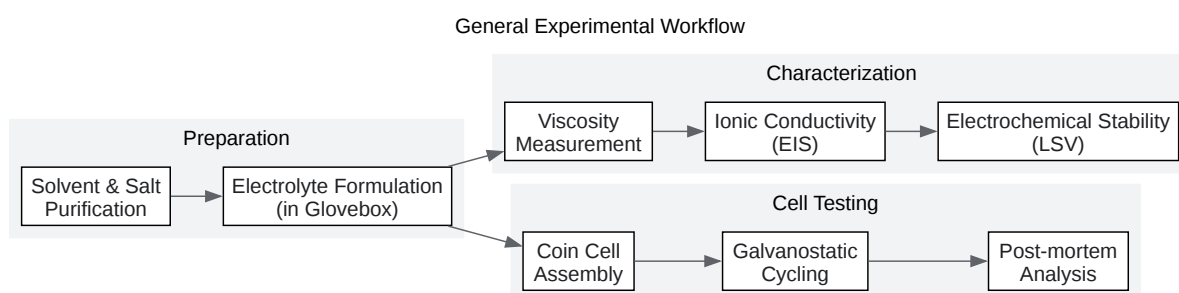 General Experimental Workflow
Characterization
Viscosity
Measurement
Ionic Conductivity
(EIS)
Electrochemical Stability
(LSV)
Preparation
Solvent & Salt
Purification
Electrolyte Formulation
(in Glovebox)
Cell Testing
Coin Cell
Assembly
Galvanostatic
Cycling
Post-mortem
Analysis